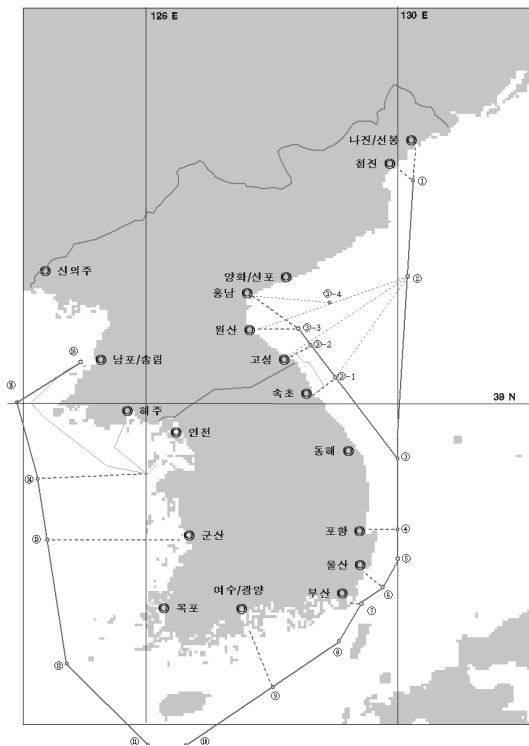 126 E
130 E
나진/선봉
청진
①
②
신의주
양화/신포
흥남
③-4
원산
③-3
③-2
고성
남포/송림
⑯
③-1
속초
⑮
38 N
해주
인천
동해
③
⑭
포항
④
군산
⑬
울산
⑤
여수/광양
부산
⑥
목포
⑦
⑧
⑫
⑨
⑪
⑩